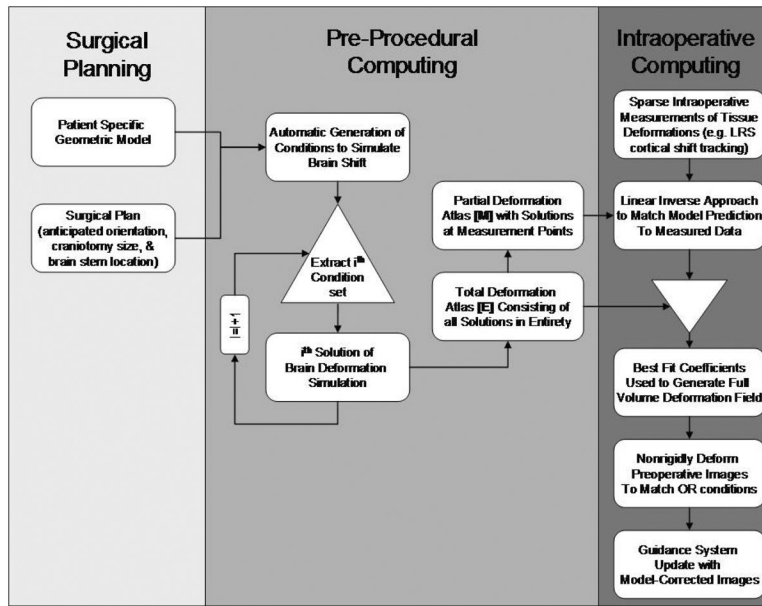 Surgical
Planning
Patient Specific
Geometric Model
Surgical Plan
(anticipated orientation,
craniotomy size, &
brain stem location)
Pre-Procedural
Computing
Automatic Generation of
Conditions to Simulate
Brain Shift
Extract iᵗʰ
Condition
set
I=I+1
iᵗʰ Solution of
Brain Deformation
Simulation
Partial Deformation
Atlas [M] with Solutions
at Measurement Points
Total Deformation
Atlas [E] Consisting of
all Solutions in Entirety
Intraoperative
Computing
Sparse Intraoperative
Measurements of Tissue
Deformations (e.g. LRS
cortical shift tracking)
Linear Inverse Approach
to Match Model Prediction
To Measured Data
Best Fit Coefficients
Used to Generate Full
Volume Deformation Field
Nonrigidly Deform
Preoperative Images
To Match OR conditions
Guidance System
Update with
Model-Corrected Images